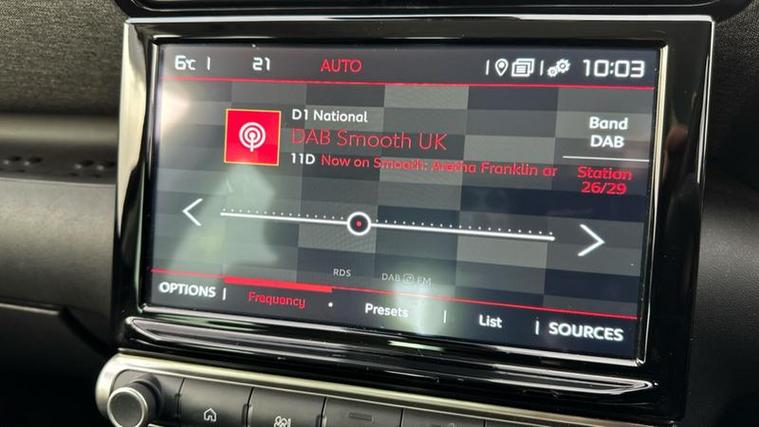 6°C | 21 AUTO 10:03
D1 National
DAB Smooth UK
11D Now on Smooth: Aretha Franklin ar
Band
DAB
Station
26/29
RDS DAB FM
OPTIONS | Frequency • Presets | List | SOURCES